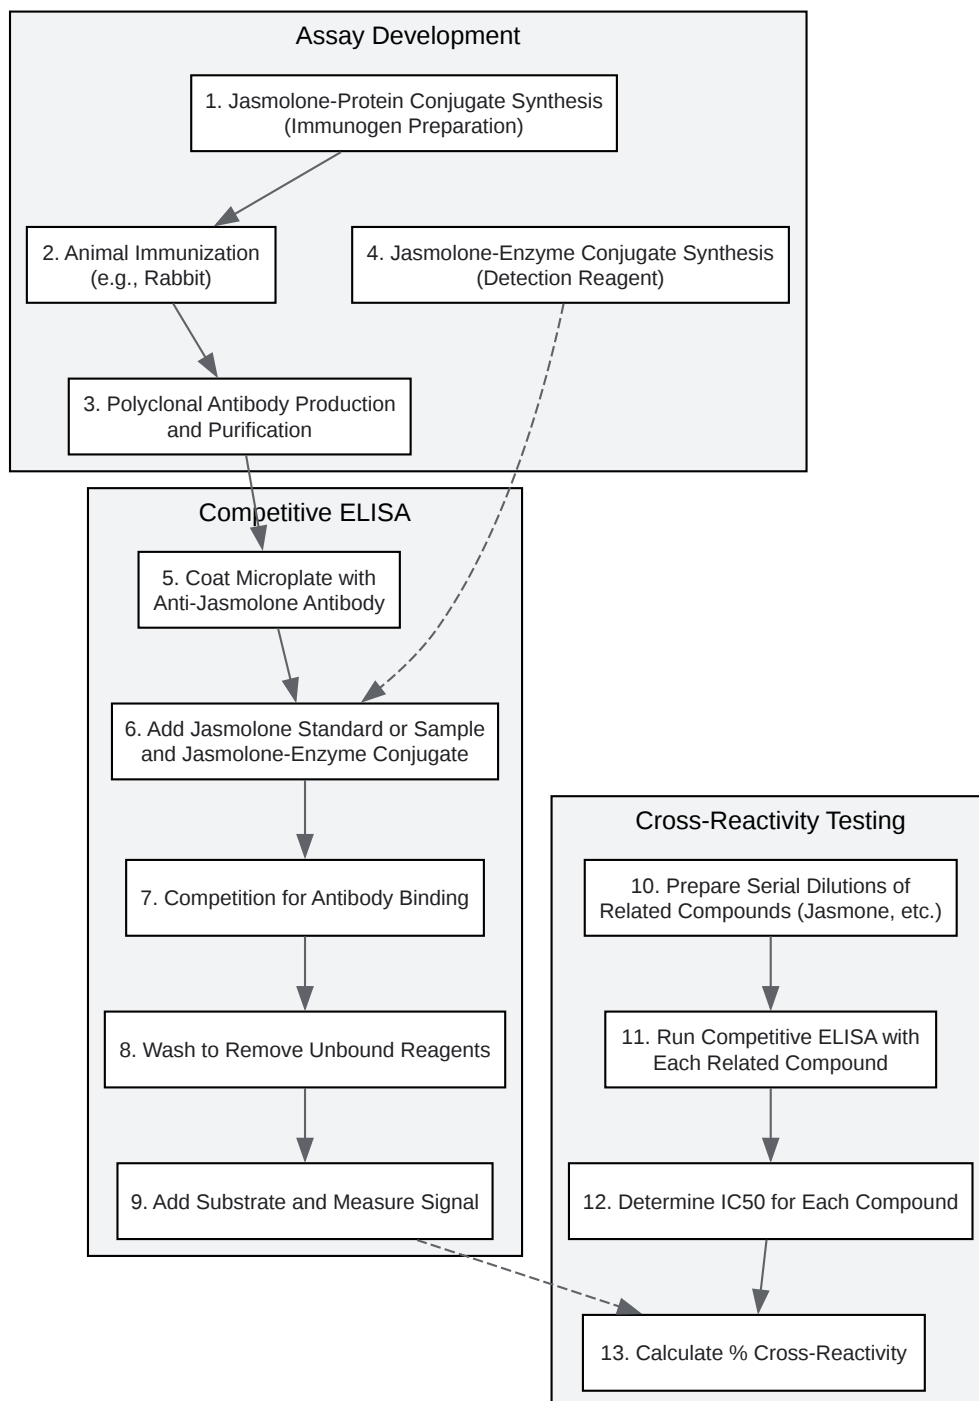 Assay Development
1. Jasmolone-Protein Conjugate Synthesis
(Immunogen Preparation)
2. Animal Immunization
(e.g., Rabbit)
4. Jasmolone-Enzyme Conjugate Synthesis
(Detection Reagent)
3. Polyclonal Antibody Production
and Purification
Competitive ELISA
5. Coat Microplate with
Anti-Jasmolone Antibody
6. Add Jasmolone Standard or Sample
and Jasmolone-Enzyme Conjugate
7. Competition for Antibody Binding
8. Wash to Remove Unbound Reagents
9. Add Substrate and Measure Signal
Cross-Reactivity Testing
10. Prepare Serial Dilutions of
Related Compounds (Jasmone, etc.)
11. Run Competitive ELISA with
Each Related Compound
12. Determine IC50 for Each Compound
13. Calculate % Cross-Reactivity